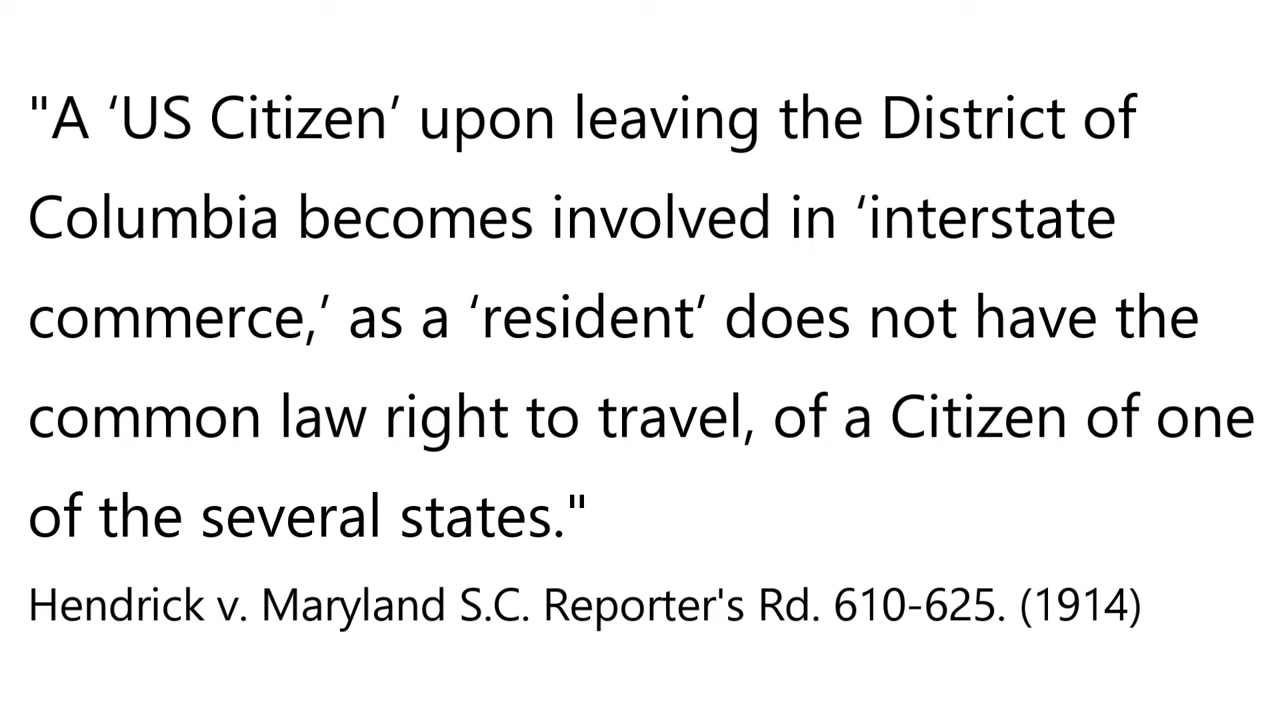 "A ‘US Citizen’ upon leaving the District of
Columbia becomes involved in ‘interstate
commerce,’ as a ‘resident’ does not have the
common law right to travel, of a Citizen of one
of the several states."
Hendrick v. Maryland S.C. Reporter's Rd. 610-625. (1914)